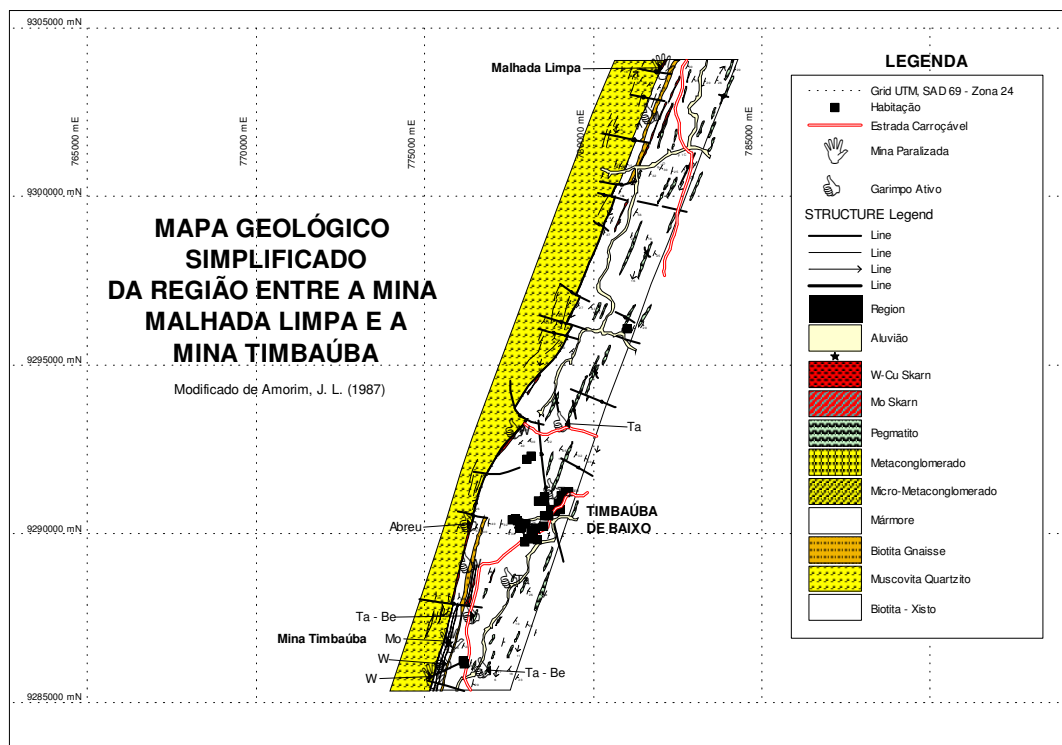 9305000 mN
765000 mE
770000 mE
775000 mE
780000 mE
785000 mE
9300000 mN
9295000 mN
9290000 mN
9285000 mN
MAPA GEOLÓGICO
SIMPLIFICADO
DA REGIÃO ENTRE A MINA
MALHADA LIMPA E A
MINA TIMBAÚBA
Modificado de Amorim, J. L. (1987)
Malhada Limpa
W
Ta
TIMBAÚBA
DE BAIXO
Abreu
Ta - Be
Mina Timbaúba
Mo
W
W
Ta - Be
LEGENDA
Grid UTM, SAD 69 - Zona 24
Habitação
Estrada Carroçável
Mina Paralizada
Garimpo Ativo
STRUCTURE Legend
Line
Line
Line
Line
Region
Aluvião
W-Cu Skarn
Mo Skarn
Pegmatito
Metaconglomerado
Micro-Metaconglomerado
Mármore
Biotita Gnaisse
Muscovita Quartzito
Biotita - Xisto